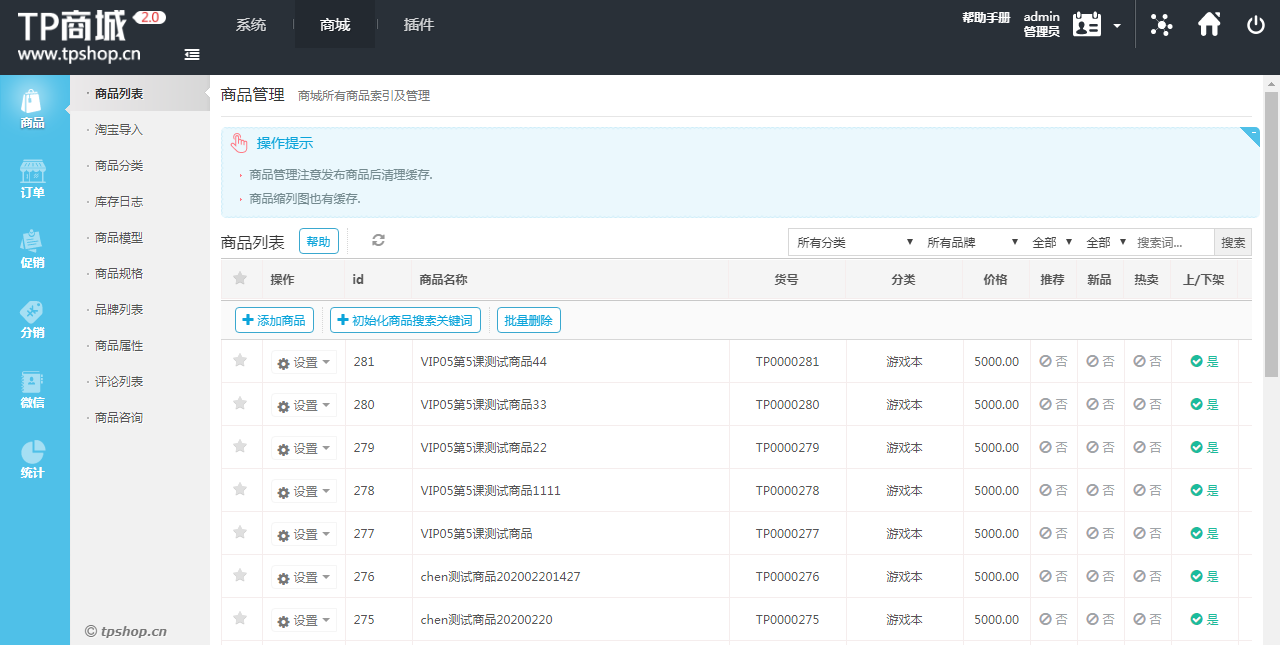 TP商城 2.0
www.tpshop.cn
系统 商城 插件
帮助手册 admin
管理员
商品
订单
促销
分销
微信
统计
· 商品列表
· 淘宝导入
· 商品分类
· 库存日志
· 商品模型
· 商品规格
· 品牌列表
· 商品属性
· 评论列表
· 商品咨询
© tpshop.cn
商品管理 商城所有商品索引及管理
操作提示
· 商品管理注意发布商品后清理缓存.
· 商品缩列图也有缓存.
商品列表 帮助 所有分类 所有品牌 全部 全部 搜索词... 搜索
操作 id 商品名称 货号 分类 价格 推荐 新品 热卖 上/下架
添加商品 初始化商品搜索关键词 批量删除
设置 281 VIP05第5课测试商品44 TP0000281 游戏本 5000.00 否 否 否 是
设置 280 VIP05第5课测试商品33 TP0000280 游戏本 5000.00 否 否 否 是
设置 279 VIP05第5课测试商品22 TP0000279 游戏本 5000.00 否 否 否 是
设置 278 VIP05第5课测试商品1111 TP0000278 游戏本 5000.00 否 否 否 是
设置 277 VIP05第5课测试商品 TP0000277 游戏本 5000.00 否 否 否 是
设置 276 chen测试商品202002201427 TP0000276 游戏本 5000.00 否 否 否 是
设置 275 chen测试商品20200220 TP0000275 游戏本 5000.00 否 否 否 是